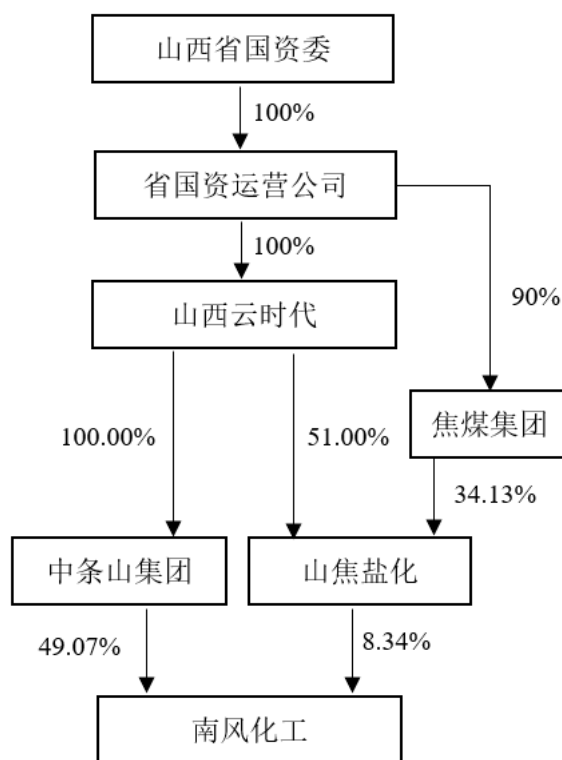 山西省国资委
100%
省国资运营公司
100%
山西云时代
90%
焦煤集团
100.00%
51.00%
34.13%
中条山集团
山焦盐化
49.07%
8.34%
南风化工